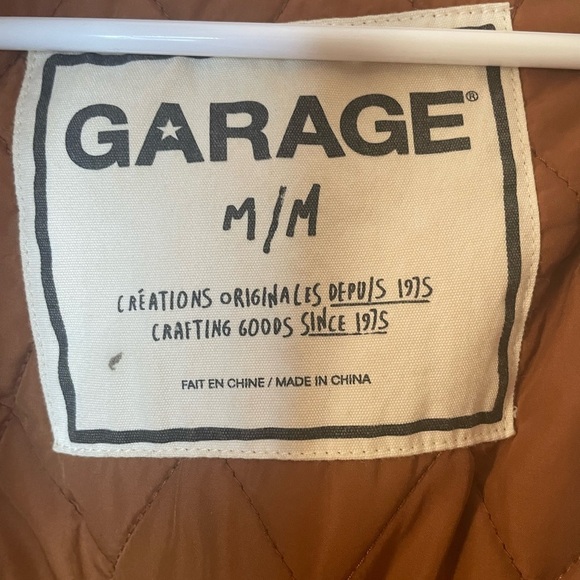 GARAGE®
M/M
CRÉATIONS ORIGINALES DEPUIS 1975
CRAFTING GOODS SINCE 1975
FAIT EN CHINE / MADE IN CHINA